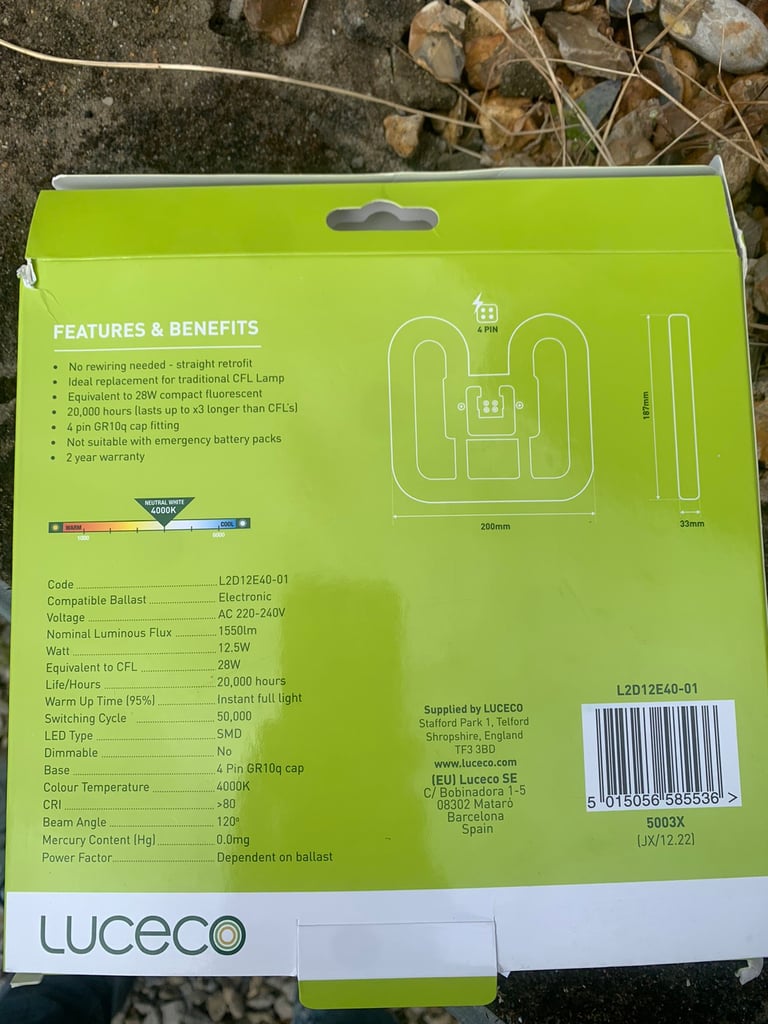 FEATURES & BENEFITS
• No rewiring needed - straight retrofit
• Ideal replacement for traditional CFL Lamp
• Equivalent to 28W compact fluorescent
• 20,000 hours (lasts up to x3 longer than CFL's)
• 4 pin GR10q cap fitting
• Not suitable with emergency battery packs
• 2 year warranty
4 PIN
187mm
200mm
33mm
NEUTRAL WHITE
4000K
WARM
COOL
1000
6000
Code L2D12E40-01
Compatible Ballast Electronic
Voltage AC 220-240V
Nominal Luminous Flux 1550lm
Watt 12.5W
Equivalent to CFL 28W
Life/Hours 20,000 hours
Warm Up Time (95%) Instant full light
Switching Cycle 50,000
LED Type SMD
Dimmable No
Base 4 Pin GR10q cap
Colour Temperature 4000K
CRI >80
Beam Angle 120°
Mercury Content (Hg) 0.0mg
Power Factor Dependent on ballast
Supplied by LUCECO
Stafford Park 1, Telford
Shropshire, England
TF3 3BD
www.luceco.com
(EU) Luceco SE
C/ Bobinadora 1-5
08302 Mataró
Barcelona
Spain
L2D12E40-01
5 015056 585536 >
5003X
(JX/12.22)
LUCECO